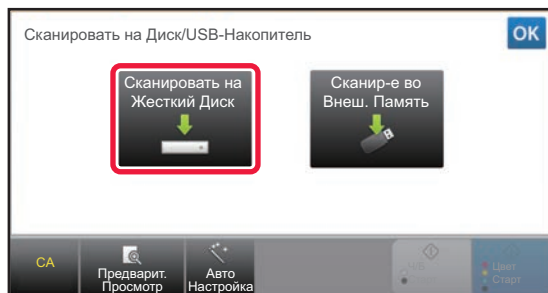 Сканировать на Диск/USB-Накопитель
OK
Сканировать на
Жесткий Диск
Сканир-е во
Внеш. Память
CA
Предварит.
Просмотр
Авто
Настройка
Ч/Б
Старт
Цвет
Старт